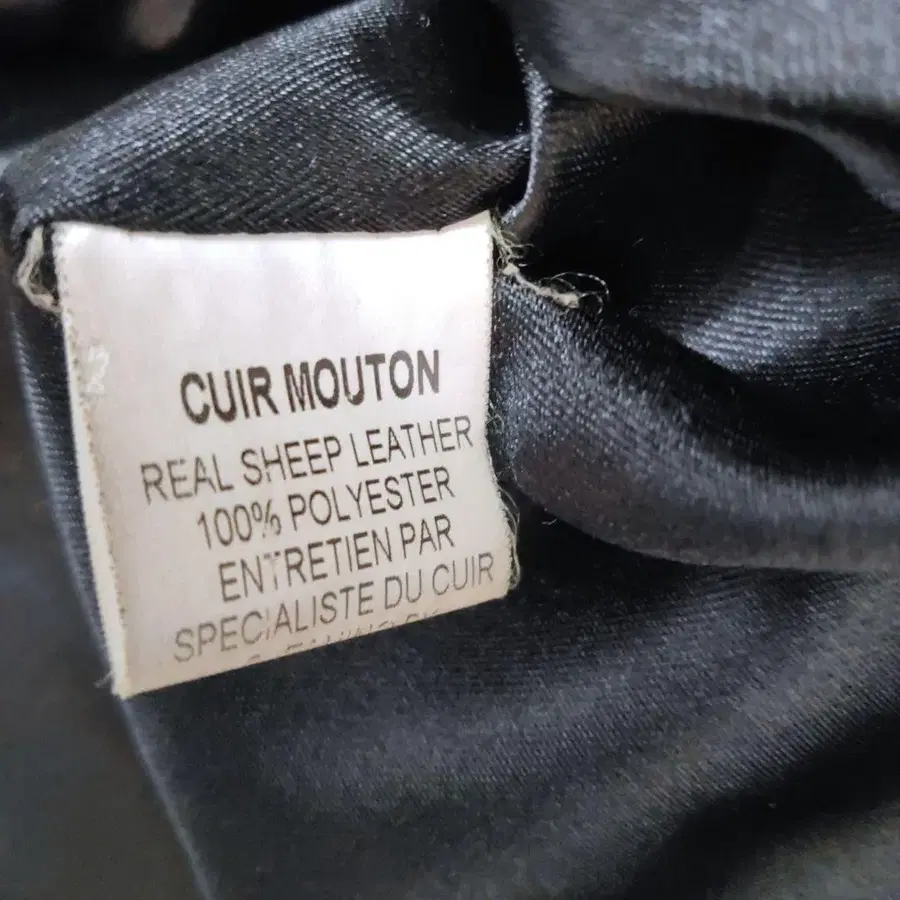 CUIR MOUTON
REAL SHEEP LEATHER
100% POLYESTER
ENTRETIEN PAR
SPECIALISTE DU CUIR